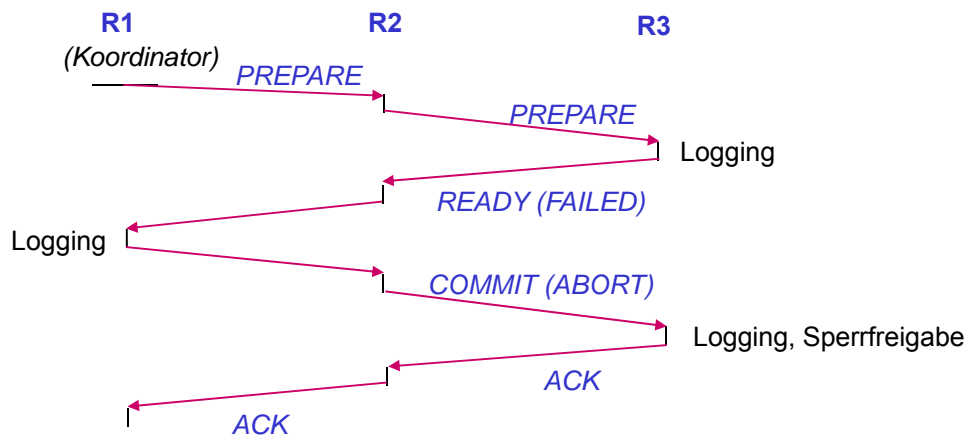 R1 R2 R3
(Koordinator)
PREPARE
PREPARE
Logging
READY (FAILED)
Logging
COMMIT (ABORT)
Logging, Sperrfreigabe
ACK
ACK